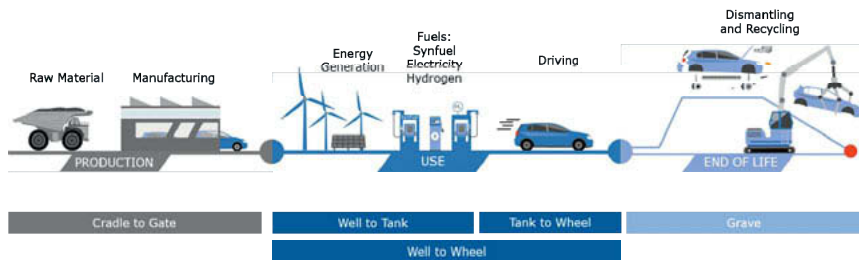 Dismantling
and Recycling
Fuels:
Synfuel
Electricity
Hydrogen
Energy
Generation
Driving
Raw Material
Manufacturing
PRODUCTION
USE
END OF LIFE
Cradle to Gate
Well to Tank
Tank to Wheel
Grave
Well to Wheel